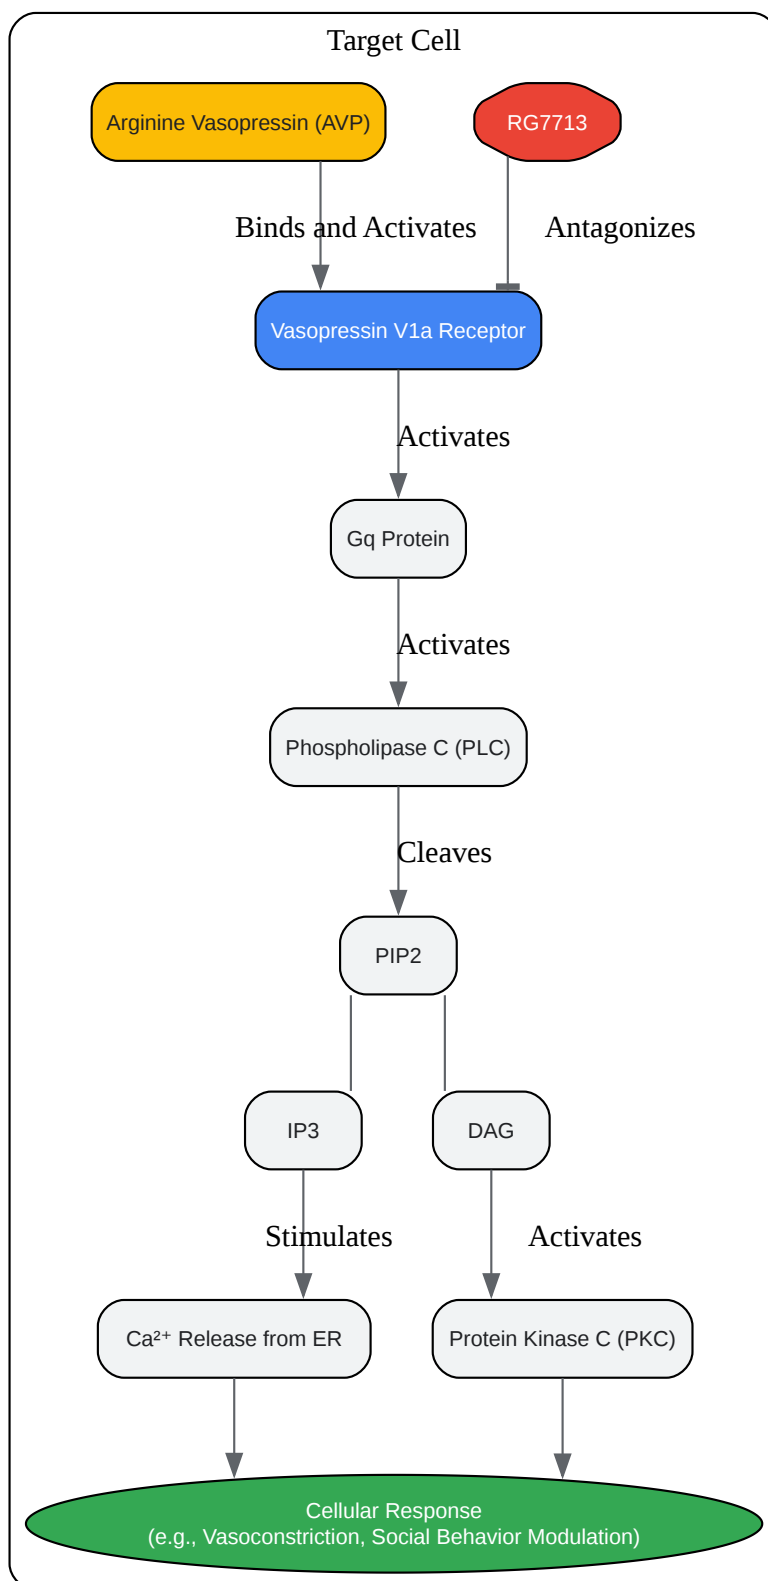 Target Cell
Arginine Vasopressin (AVP)
RG7713
Binds and Activates
Antagonizes
Vasopressin V1a Receptor
Activates
Gq Protein
Activates
Phospholipase C (PLC)
Cleaves
PIP2
IP3
DAG
Stimulates
Activates
Ca²⁺ Release from ER
Protein Kinase C (PKC)
Cellular Response
(e.g., Vasoconstriction, Social Behavior Modulation)